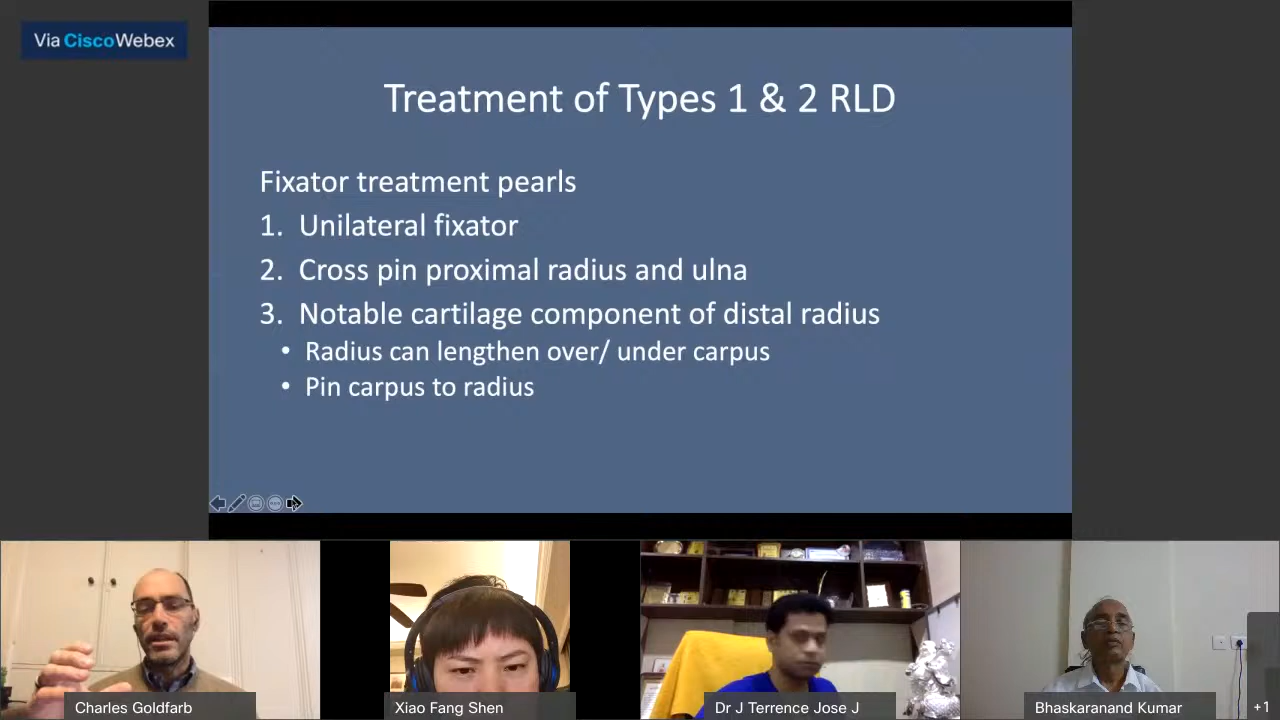 Via CiscoWebex
Treatment of Types 1 & 2 RLD
Fixator treatment pearls
1. Unilateral fixator
2. Cross pin proximal radius and ulna
3. Notable cartilage component of distal radius
• Radius can lengthen over/ under carpus
• Pin carpus to radius
Charles Goldfarb
Xiao Fang Shen
Dr J Terrence Jose J
Bhaskaranand Kumar
+1